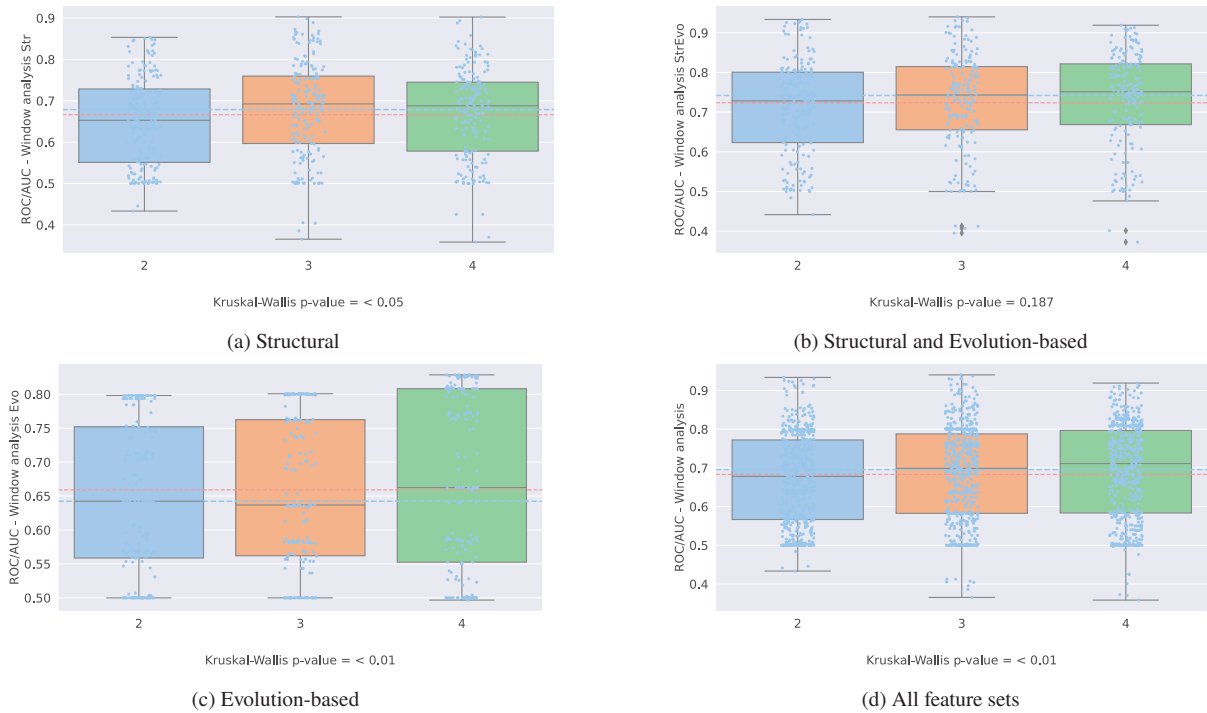 ROC/AUC – Window analysis Str
0.9
0.8
0.7
0.6
0.5
0.4
2 3 4
Kruskal-Wallis p-value = < 0.05
(a) Structural
ROC/AUC – Window analysis StrEvo
0.9
0.8
0.7
0.6
0.5
0.4
2 3 4
Kruskal-Wallis p-value = 0.187
(b) Structural and Evolution-based
ROC/AUC – Window analysis Evo
0.80
0.75
0.70
0.65
0.60
0.55
0.50
2 3 4
Kruskal-Wallis p-value = < 0.01
(c) Evolution-based
ROC/AUC – Window analysis
0.9
0.8
0.7
0.6
0.5
0.4
2 3 4
Kruskal-Wallis p-value = < 0.01
(d) All feature sets